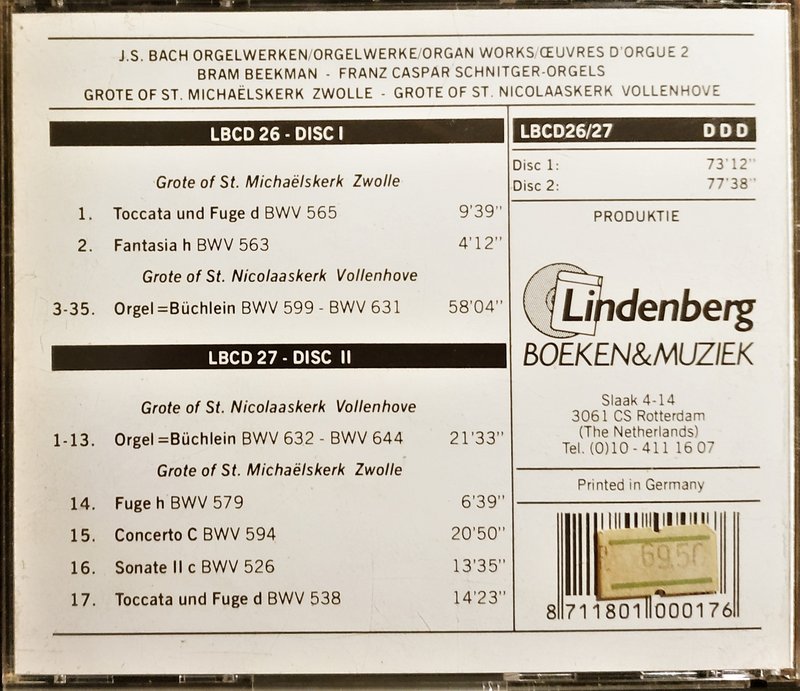 J.S. BACH ORGELWERKEN/ORGELWERKE/ORGAN WORKS/ŒUVRES D'ORGUE 2
BRAM BEEKMAN - FRANZ CASPAR SCHNITGER-ORGELS
GROTE OF ST. MICHAËLSKERK ZWOLLE - GROTE OF ST. NICOLAASKERK VOLLENHOVE
LBCD 26 - DISC I
Grote of St. Michaëlskerk Zwolle
1. Toccata und Fuge d BWV 565 9'39"
2. Fantasia h BWV 563 4'12"
Grote of St. Nicolaaskerk Vollenhove
3-35. Orgel=Büchlein BWV 599 - BWV 631 58'04"
LBCD 27 - DISC II
Grote of St. Nicolaaskerk Vollenhove
1-13. Orgel=Büchlein BWV 632 - BWV 644 21'33"
Grote of St. Michaëlskerk Zwolle
14. Fuge h BWV 579 6'39"
15. Concerto C BWV 594 20'50"
16. Sonate II c BWV 526 13'35"
17. Toccata und Fuge d BWV 538 14'23"
LBCD26/27 DDD
Disc 1: 73'12"
Disc 2: 77'38"
PRODUKTIE
Lindenberg
BOEKEN&MUZIEK
Slaak 4-14
3061 CS Rotterdam
(The Netherlands)
Tel. (0)10 - 411 16 07
Printed in Germany
69.50
8 711801 000176